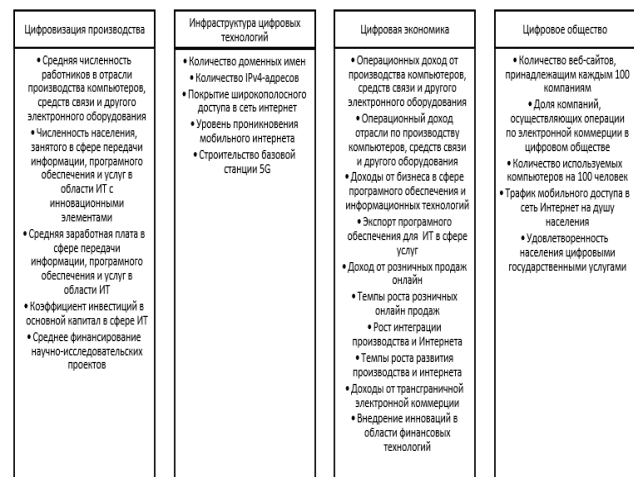 Цифровизация производства
• Средняя численность
работников в отрасли
производства компьютеров,
средств связи и другого
электронного оборудования
• Численность населения,
занятого в сфере передачи
информации, програмного
обеспечения и услуг в
области ИТ с
инновационными
элементами
• Средняя заработная плата в
сфере передачи
информации, програмного
обеспечения и услуг в
области ИТ
• Коэффициент инвестиций в
основной капитал в сфере ИТ
• Среднее финансирование
научно-исследовательских
проектов
Инфраструктура цифровых
технологий
• Количество доменных имен
• Количество IPv4-адресов
• Покрытие широкополосного
доступа в сеть интернет
• Уровень проникновения
мобильного интернета
• Строительство базовой
станции 5G
Цифровая экономика
• Операционных доход от
производства компьютеров,
средств связи и другого
электронного оборудования
• Операционный доход
отрасли по производству
компьютеров, средств связи
и другого оборудования
• Доходы от бизнеса в сфере
програмного обеспечения и
информационных технологий
• Экспорт програмного
обеспечения для ИТ в сфере
услуг
• Доход от розничных продаж
онлайн
• Темпы роста розничных
онлайн продаж
• Рост интеграции
производства и Интернета
• Темпы роста развития
производства и интернета
• Доходы от трансграничной
электронной коммерции
• Внедрение инноваций в
области финансовых
технологий
Цифровое общество
• Количество веб-сайтов,
принадлежащим каждым 100
компаниям
• Доля компаний,
осуществляющих операции
по электронной коммерции в
цифровом обществе
• Количество используемых
компьютеров на 100 человек
• Трафик мобильного доступа в
сеть Интернет на душу
населения
• Удовлетворенность
населения цифровыми
государственными услугами